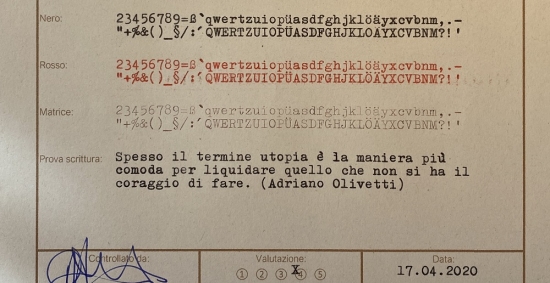 Nero: 23456789=ß`qwertzuiopüasdfghjklöäyxcvbnm,.-
"+%&()_§/:´QWERTZUIOPÜASDFGHJKLÖÄYXCVBNM?!'
Rosso: 23456789=ß`qwertzuiopüasdfghjklöäyxcvbnm,.-
"+%&()_§/:´QWERTZUIOPÜASDFGHJKLÖÄYXCVBNM?!'
Matrice: 23456789=ß`qwertzuiopüasdfghjklöäyxcvbnm,.-
"+%&()_§/:´QWERTZUIOPÜASDFGHJKLÖÄYXCVBNM?!'
Prova scrittura: Spesso il termine utopia è la maniera più
comoda per liquidare quello che non si ha il
coraggio di fare. (Adriano Olivetti)
Controllato da: Valutazione: Data:
① ② ③ X ④ ⑤ 17.04.2020